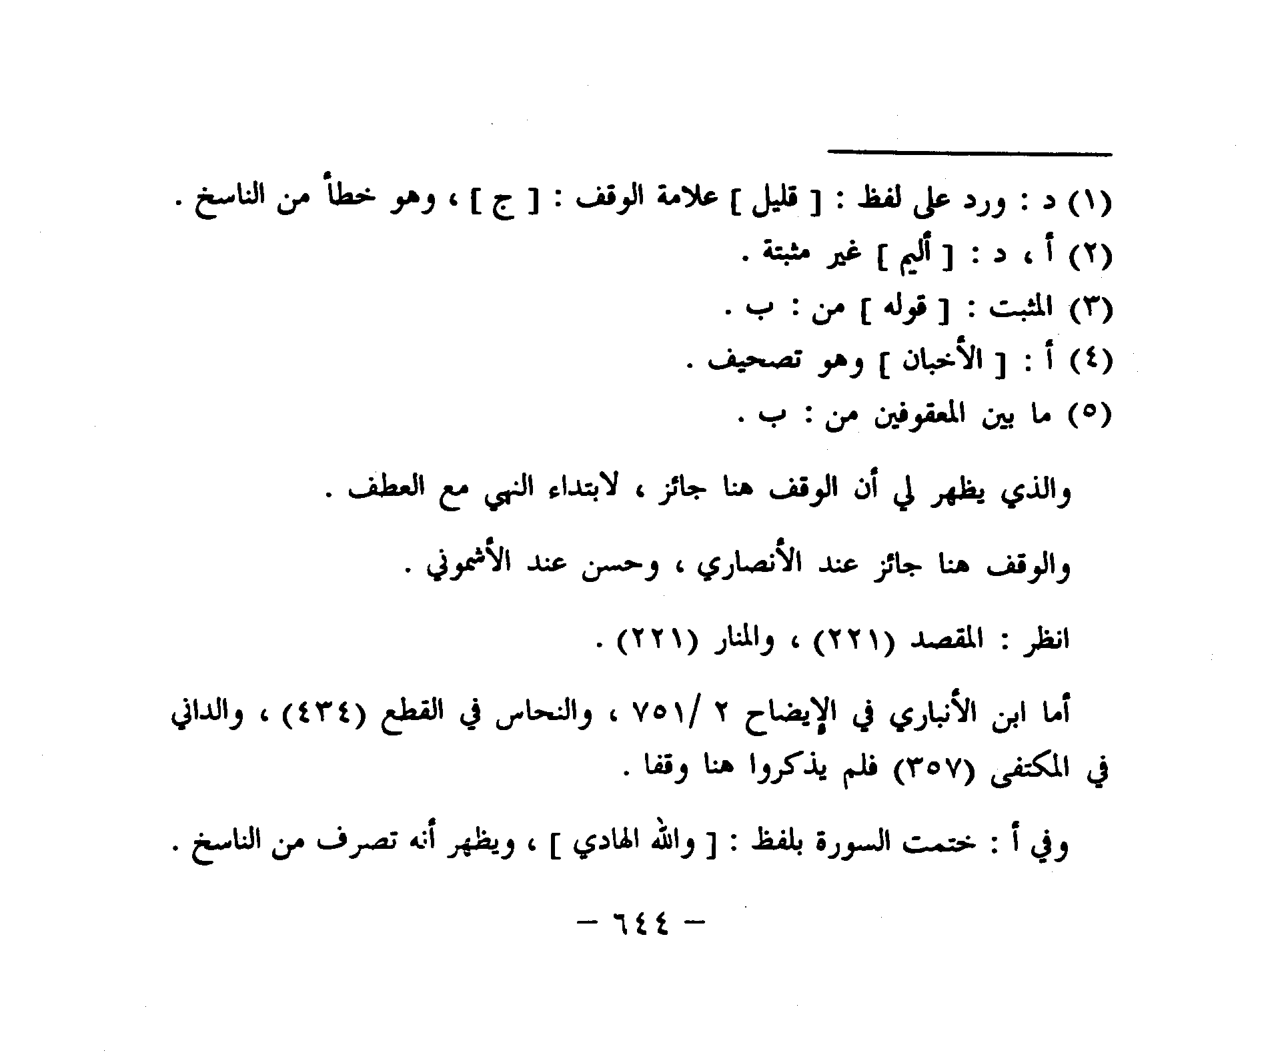 (١) د : ورد على لفظ : [ قليل ] علامة الوقف : [ ج ] ، وهو خطأ من الناسخ .
(٢) أ ، د : [ أليم ] غير مثبتة .
(٣) المثبت : [ قوله ] من : ب .
(٤) أ : [ الأخبان ] وهو تصحيف .
(٥) ما بين المعقوفين من : ب .
والذي يظهر لي أن الوقف هنا جائز ، لابتداء النهي مع العطف .
والوقف هنا جائز عند الأنصاري ، وحسن عند الأشموني .
انظر : المقصد (٢٢١) ، والمنار (٢٢١) .
أما ابن الأنباري في الإيضاح ٢ /٧٥١ ، والنحاس في القطع (٤٣٤) ، والداني
في المكتفى (٣٥٧) فلم يذكروا هنا وقفا .
وفي أ : ختمت السورة بلفظ : [ والله الهادي ] ، ويظهر أنه تصرف من الناسخ .
– ٦٤٤ –